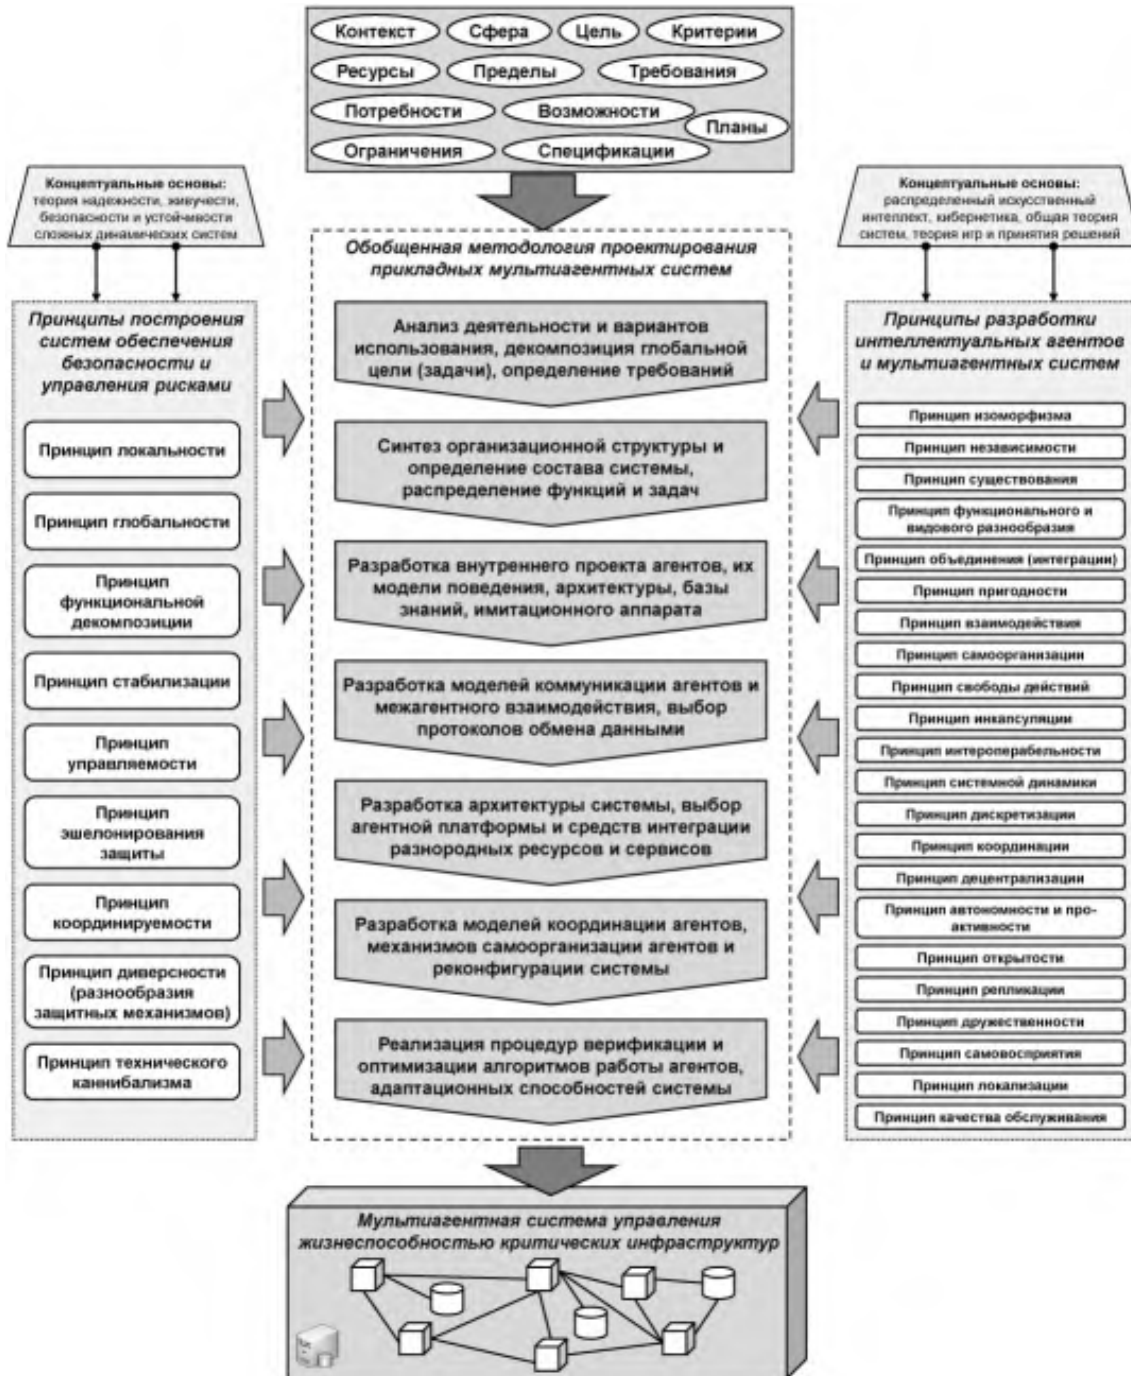 Контекст
Сфера
Цель
Критерии
Ресурсы
Пределы
Требования
Потребности
Возможности
Планы
Ограничения
Спецификации
Концептуальные основы:
теория надежности, живучести,
безопасности и устойчивости
сложных динамических систем
Принципы построения
систем обеспечения
безопасности и
управления рисками
Принцип локальности
Принцип глобальности
Принцип
функциональной
декомпозиции
Принцип стабилизации
Принцип
управляемости
Принцип
эшелонирования
защиты
Принцип
координируемости
Принцип диверсности
(разнообразия
защитных механизмов)
Принцип технического
каннибализма
Обобщенная методология проектирования
прикладных мультиагентных систем
Анализ деятельности и вариантов
использования, декомпозиция глобальной
цели (задачи), определение требований
Синтез организационной структуры и
определение состава системы,
распределение функций и задач
Разработка внутреннего проекта агентов, их
модели поведения, архитектуры, базы
знаний, имитационного аппарата
Разработка моделей коммуникации агентов и
межагентного взаимодействия, выбор
протоколов обмена данными
Разработка архитектуры системы, выбор
агентной платформы и средств интеграции
разнородных ресурсов и сервисов
Разработка моделей координации агентов,
механизмов самоорганизации агентов и
реконфигурации системы
Реализация процедур верификации и
оптимизации алгоритмов работы агентов,
адаптационных способностей системы
Концептуальные основы:
распределенный искусственный
интеллект, кибернетика, общая теория
систем, теория игр и принятия решений
Принципы разработки
интеллектуальных агентов
и мультиагентных систем
Принцип изоморфизма
Принцип независимости
Принцип существования
Принцип функционального и
видового разнообразия
Принцип объединения (интеграции)
Принцип пригодности
Принцип взаимодействия
Принцип самоорганизации
Принцип свободы действий
Принцип инкапсуляции
Принцип интероперабельности
Принцип системной динамики
Принцип дискретизации
Принцип координации
Принцип децентрализации
Принцип автономности и про-
активности
Принцип открытости
Принцип репликации
Принцип дружественности
Принцип самовосприятия
Принцип локализации
Принцип качества обслуживания
Мультиагентная система управления
жизнеспособностью критических инфраструктур